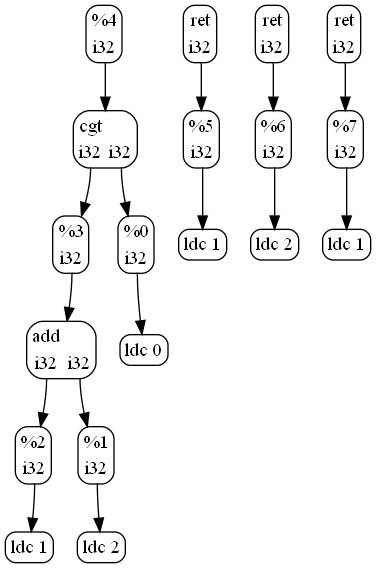 %4
i32
ret
i32
ret
i32
ret
i32
cgt
i32 i32
%5
i32
%6
i32
%7
i32
%3
i32
%0
i32
ldc 1
ldc 2
ldc 1
add
i32 i32
ldc 0
%2
i32
%1
i32
ldc 1
ldc 2